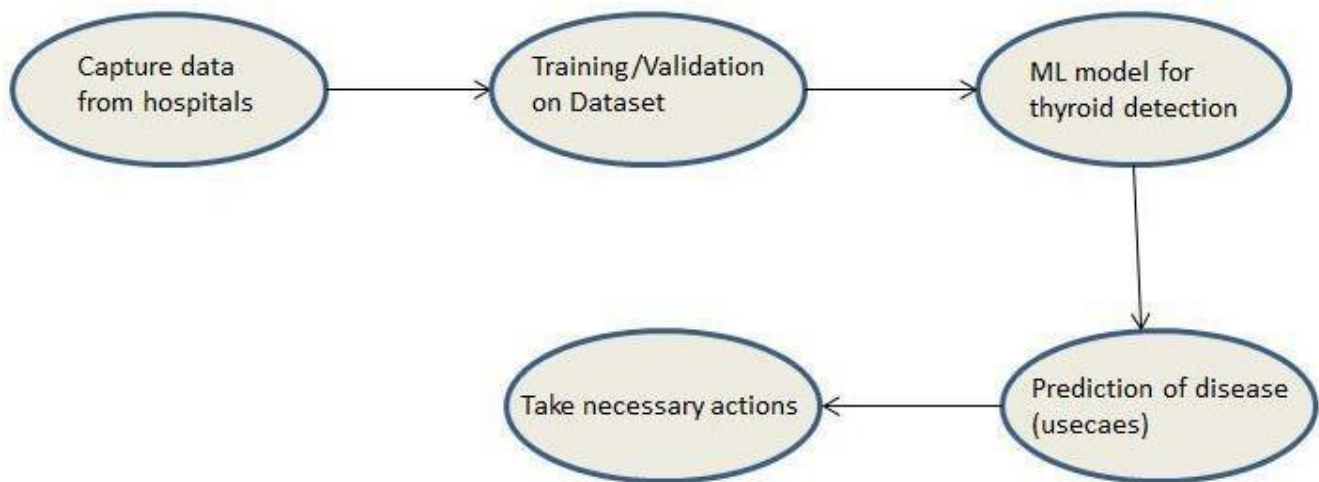 Capture data
from hospitals
Training/Validation
on Dataset
ML model for
thyroid detection
Prediction of disease
(usecaes)
Take necessary actions